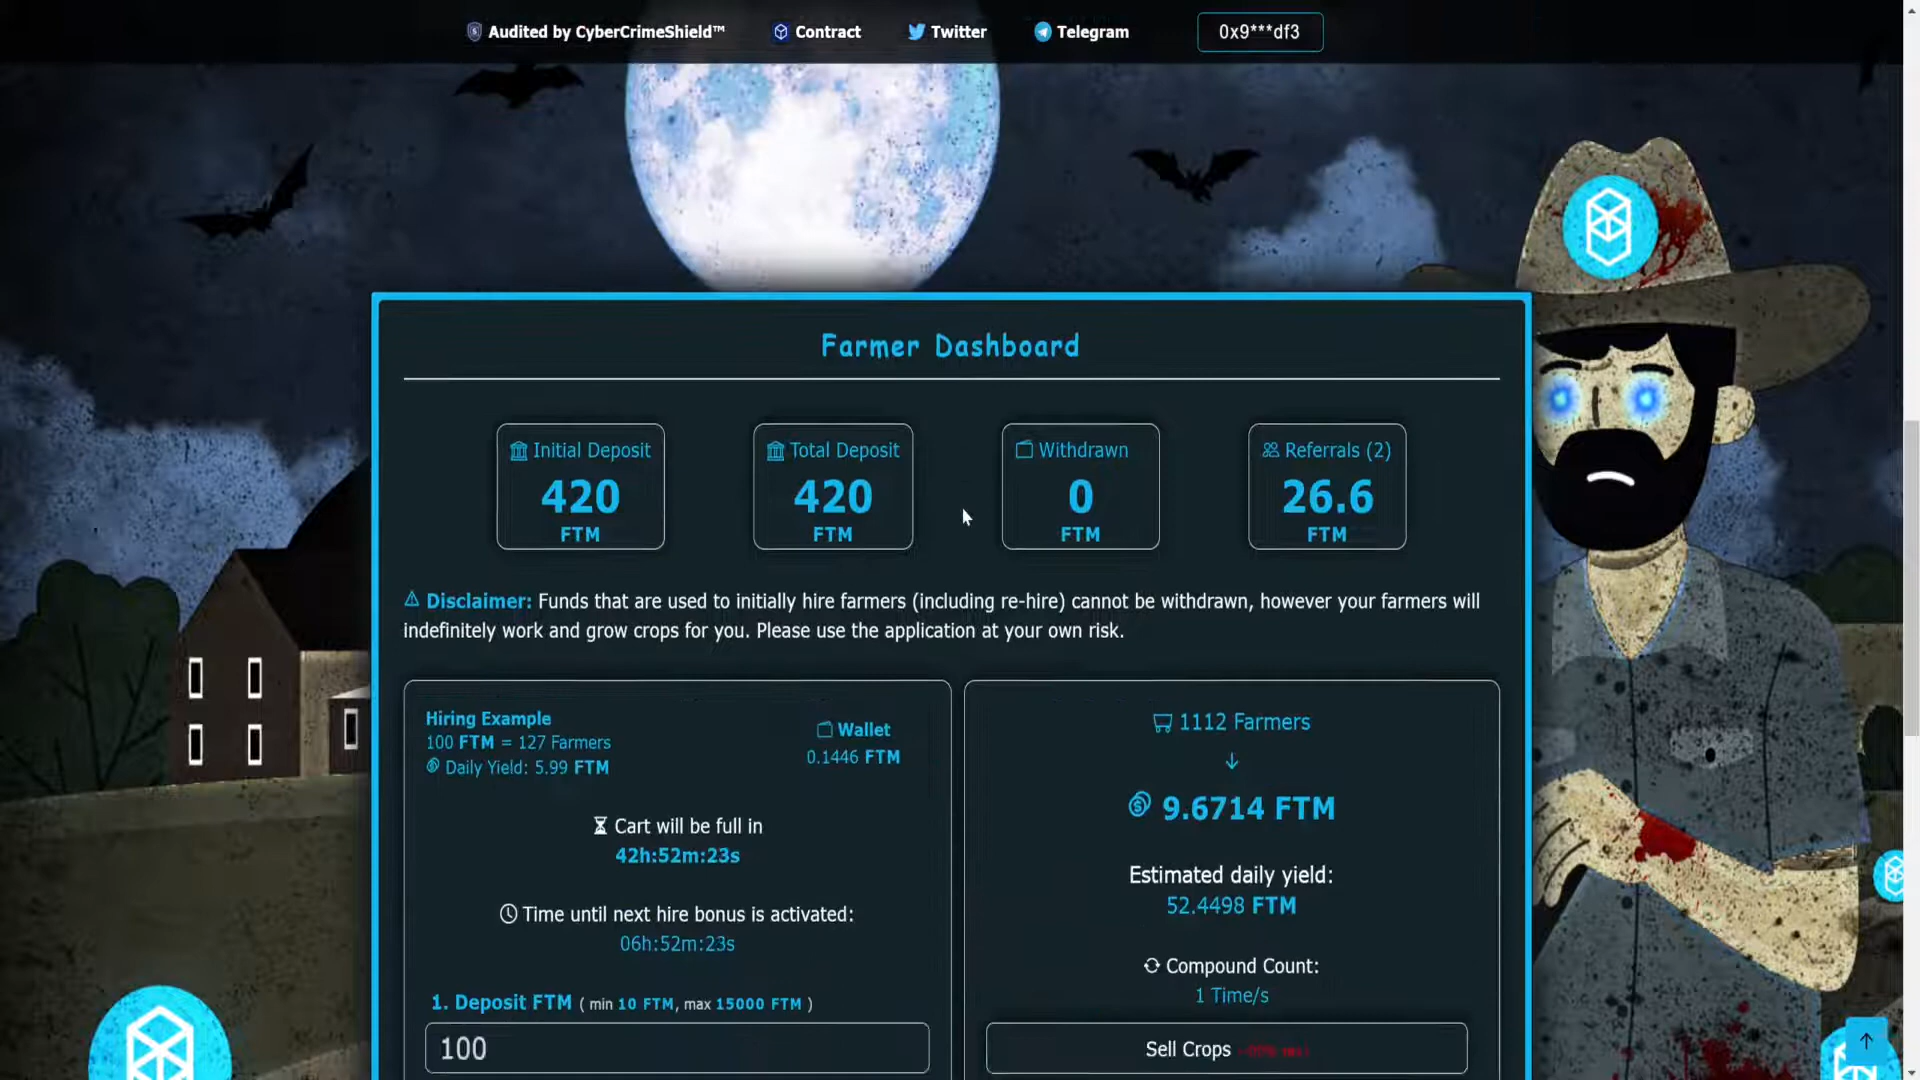 Audited by CyberCrimeShield™ Contract Twitter Telegram 0x9***df3
Farmer Dashboard
Initial Deposit
420
FTM
Total Deposit
420
FTM
Withdrawn
0
FTM
Referrals (2)
26.6
FTM
Disclaimer: Funds that are used to initially hire farmers (including re-hire) cannot be withdrawn, however your farmers will
indefinitely work and grow crops for you. Please use the application at your own risk.
Hiring Example
100 FTM = 127 Farmers
Daily Yield: 5.99 FTM
Wallet
0.1446 FTM
Cart will be full in
42h:52m:23s
Time until next hire bonus is activated:
06h:52m:23s
1. Deposit FTM ( min 10 FTM, max 15000 FTM )
100
1112 Farmers
9.6714 FTM
Estimated daily yield:
52.4498 FTM
Compound Count:
1 Time/s
Sell Crops